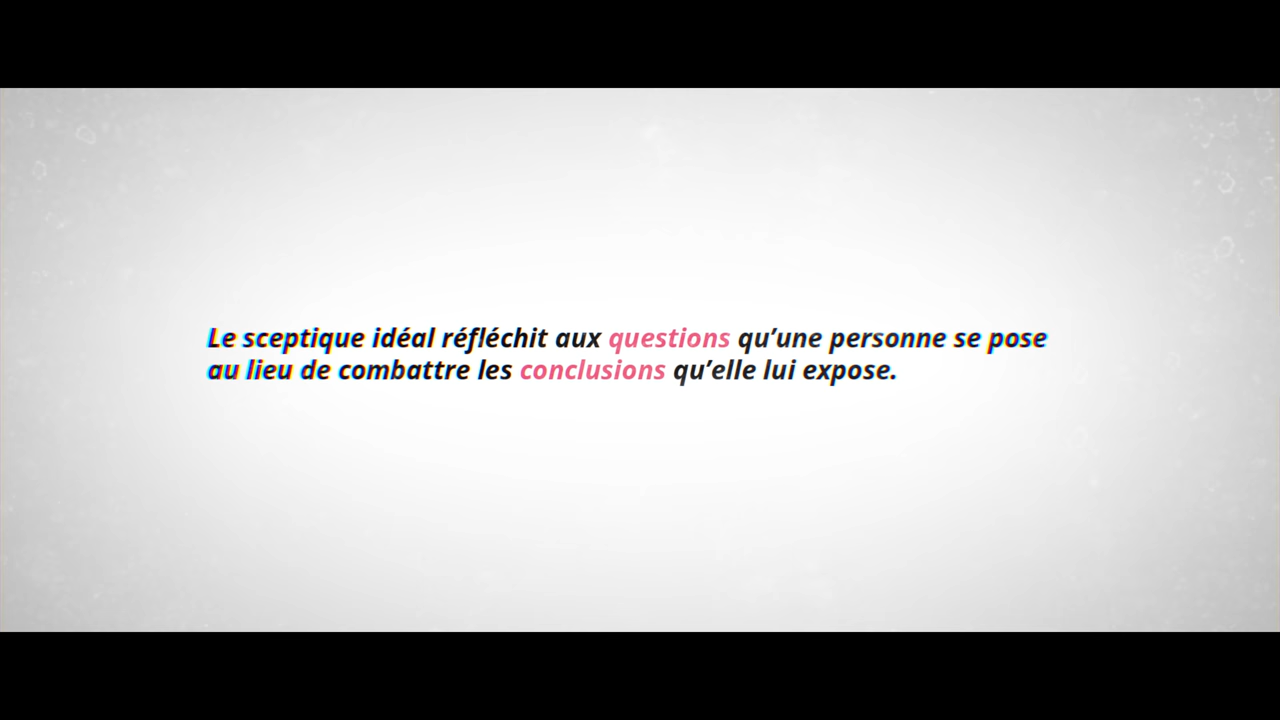 Le sceptique idéal réfléchit aux questions qu’une personne se pose
au lieu de combattre les conclusions qu’elle lui expose.